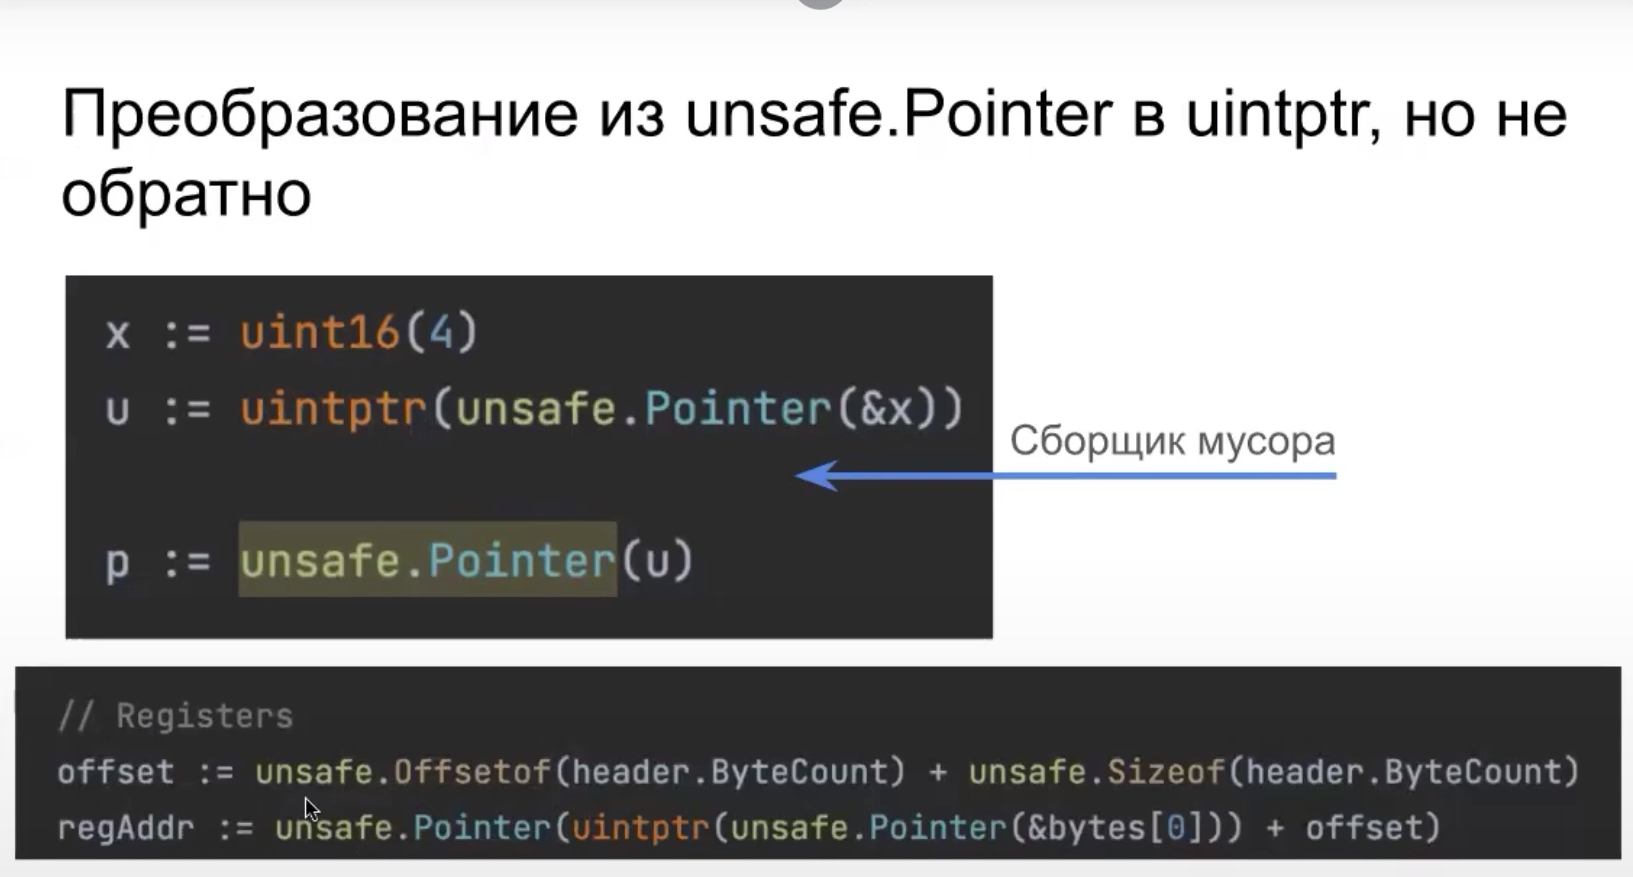 Преобразование из unsafe.Pointer в uintptr, но не
обратно
x := uint16(4)
u := uintptr(unsafe.Pointer(&x))
Сборщик мусора
p := unsafe.Pointer(u)
// Registers
offset := unsafe.Offsetof(header.ByteCount) + unsafe.Sizeof(header.ByteCount)
regAddr := unsafe.Pointer(uintptr(unsafe.Pointer(&bytes[0])) + offset)